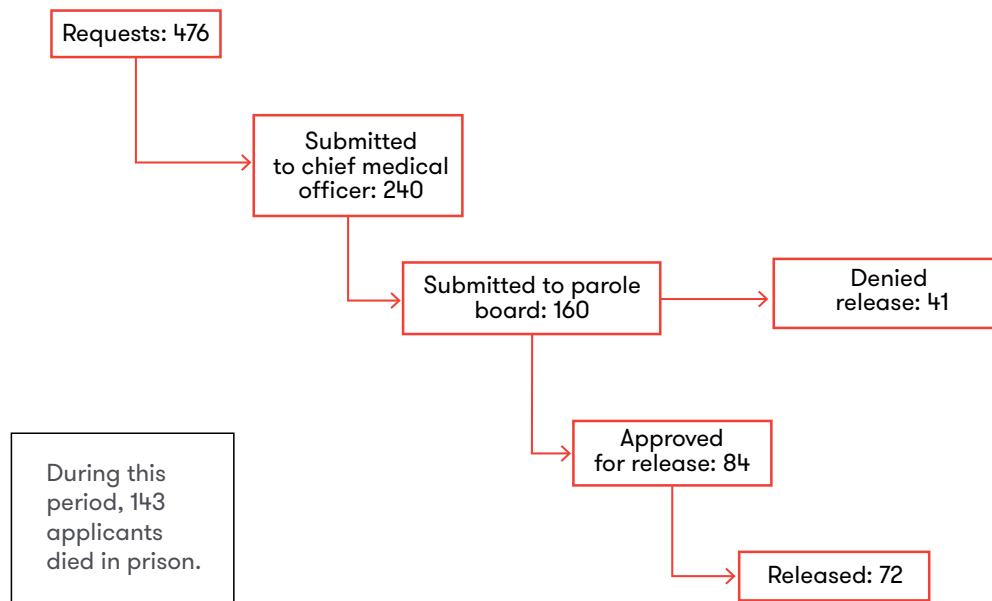 Requests: 476
Submitted
to chief medical
officer: 240
Submitted to parole
board: 160
Denied
release: 41
Approved
for release: 84
During this
period, 143
applicants
died in prison.
Released: 72